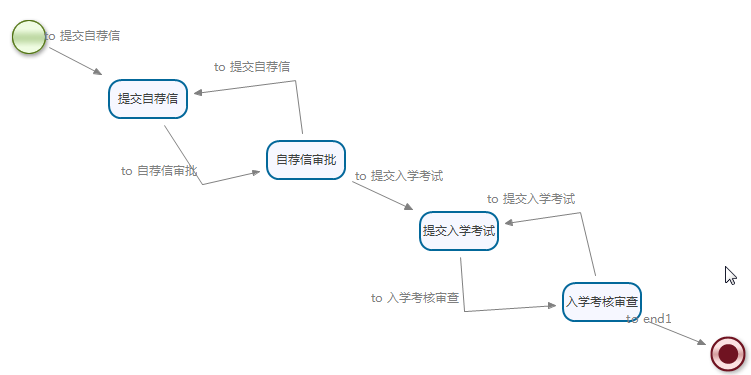 to 提交自荐信
to 提交自荐信
提交自荐信
自荐信审批
to 自荐信审批
to 提交入学考试
to 提交入学考试
提交入学考试
to 入学考核审查
入学考核审查
to end1